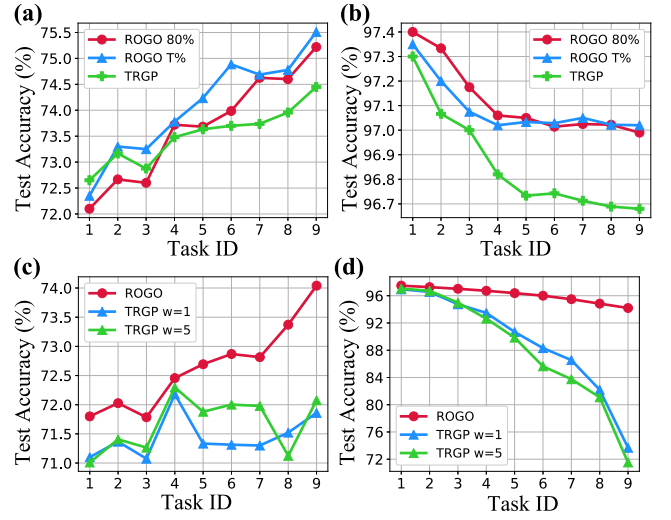 (a)
Test Accuracy (%)
75.5
75.0
74.5
74.0
73.5
73.0
72.5
72.0
ROGO 80%
ROGO T%
TRGP
1 2 3 4 5 6 7 8 9
Task ID
(b)
Test Accuracy (%)
97.4
97.3
97.2
97.1
97.0
96.9
96.8
96.7
ROGO 80%
ROGO T%
TRGP
1 2 3 4 5 6 7 8 9
Task ID
(c)
Test Accuracy (%)
74.0
73.5
73.0
72.5
72.0
71.5
71.0
ROGO
TRGP w=1
TRGP w=5
1 2 3 4 5 6 7 8 9
Task ID
(d)
Test Accuracy (%)
96
92
88
84
80
76
72
ROGO
TRGP w=1
TRGP w=5
1 2 3 4 5 6 7 8 9
Task ID